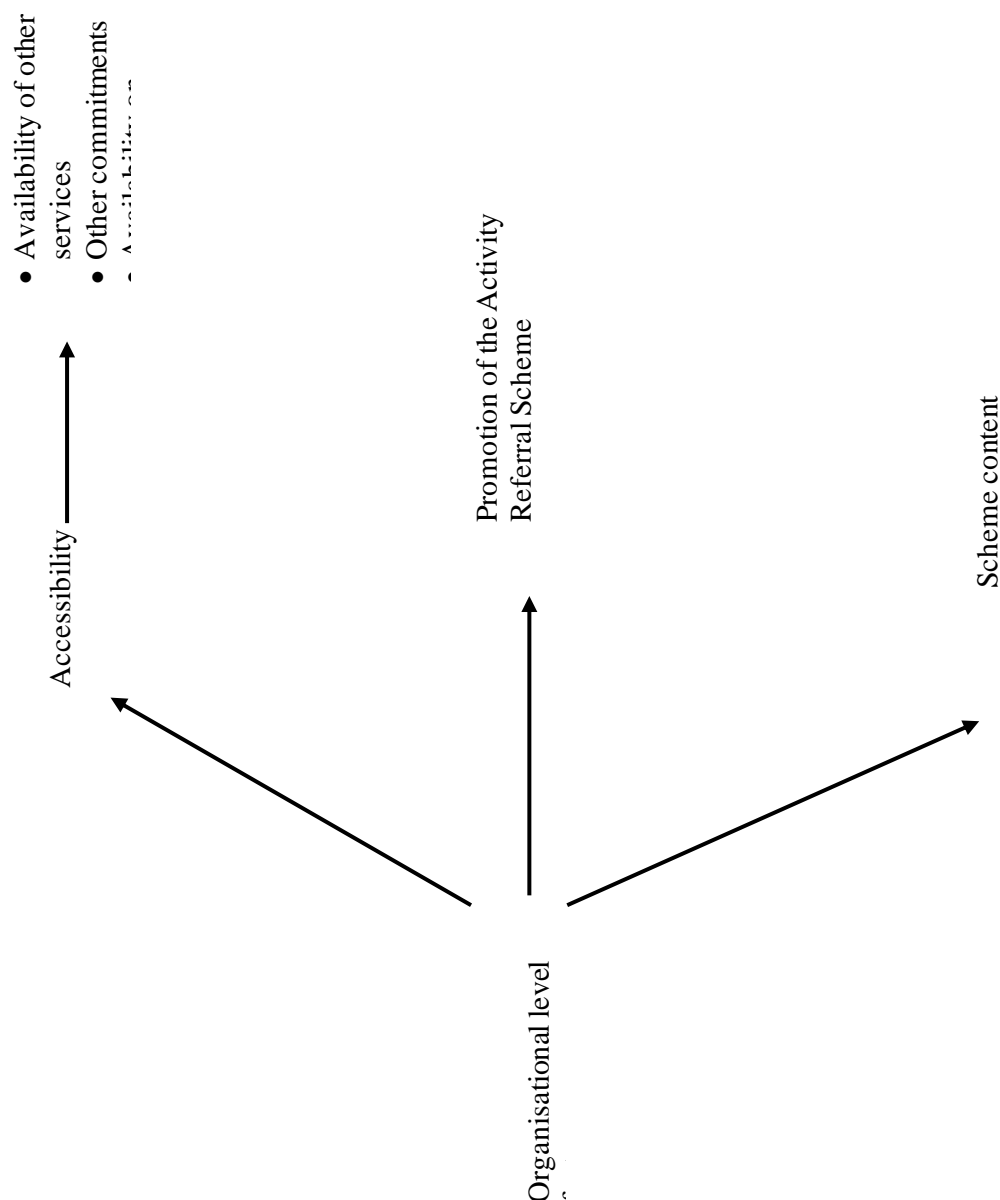 ● Availability of other
services
● Other commitments
Accessibility
Promotion of the Activity
Referral Scheme
Scheme content
Organisational level